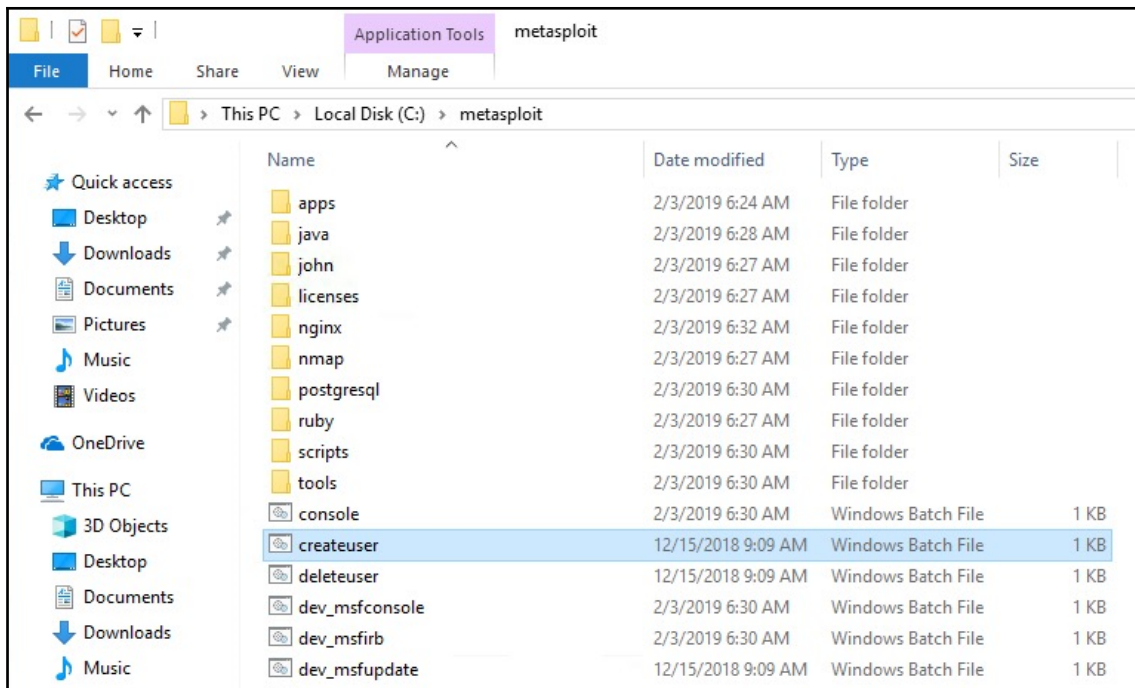 Application Tools metasploit
File Home Share View Manage
This PC > Local Disk (C:) > metasploit
Name Date modified Type Size
Quick access
Desktop
Downloads
Documents
Pictures
Music
Videos
OneDrive
This PC
3D Objects
Desktop
Documents
Downloads
Music
apps 2/3/2019 6:24 AM File folder
java 2/3/2019 6:28 AM File folder
john 2/3/2019 6:27 AM File folder
licenses 2/3/2019 6:27 AM File folder
nginx 2/3/2019 6:32 AM File folder
nmap 2/3/2019 6:27 AM File folder
postgresql 2/3/2019 6:30 AM File folder
ruby 2/3/2019 6:27 AM File folder
scripts 2/3/2019 6:30 AM File folder
tools 2/3/2019 6:30 AM File folder
console 2/3/2019 6:30 AM Windows Batch File 1 KB
createuser 12/15/2018 9:09 AM Windows Batch File 1 KB
deleteuser 12/15/2018 9:09 AM Windows Batch File 1 KB
dev_msfconsole 2/3/2019 6:30 AM Windows Batch File 1 KB
dev_msfirb 2/3/2019 6:30 AM Windows Batch File 1 KB
dev_msfupdate 12/15/2018 9:09 AM Windows Batch File 1 KB